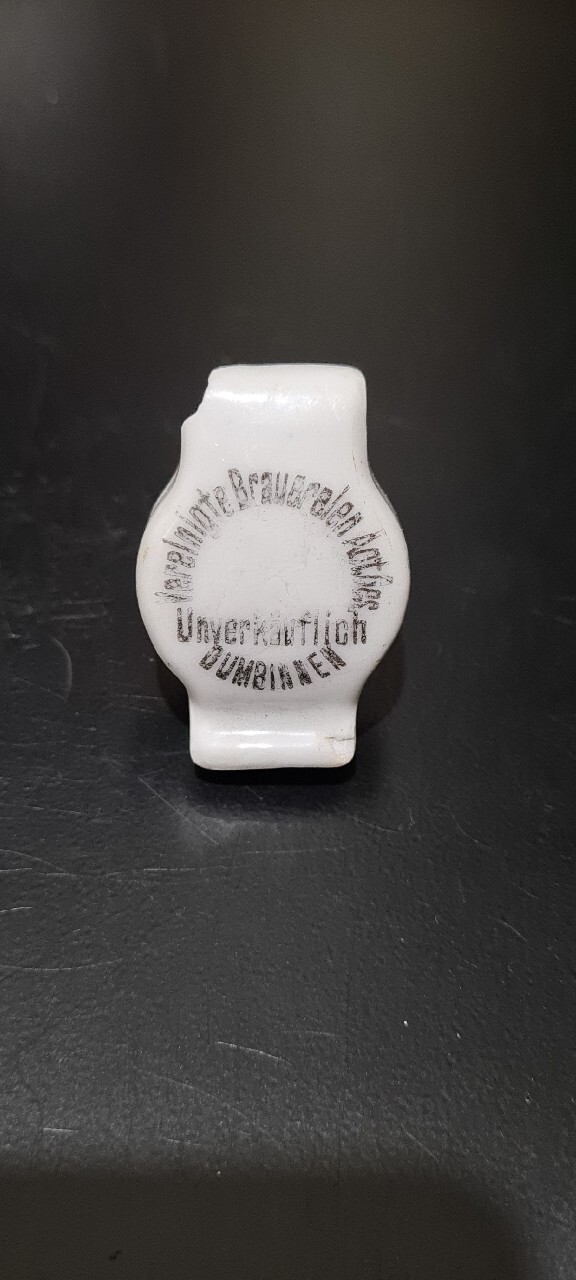 Vereinigte Brauereien Act.Ges
Unverkäuflich
GUMBINNEN